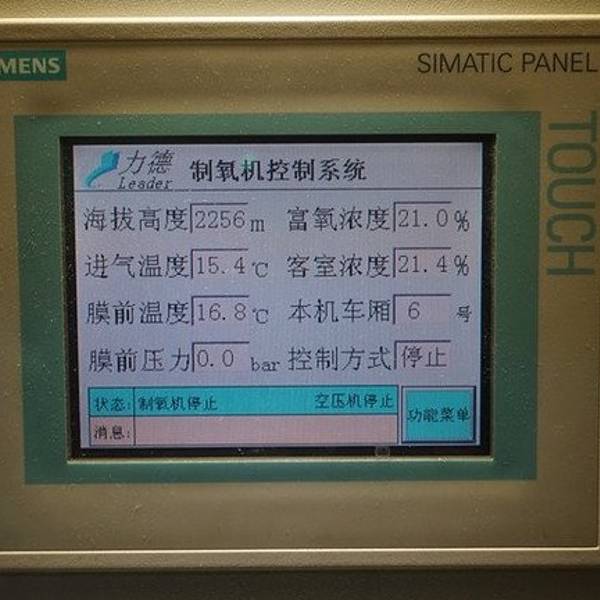 MENS
SIMATIC PANEL
TOUCH
力德
Leader
制氧机控制系统
海拔高度 2256 m 富氧浓度 21.0 %
进气温度 15.4 ℃ 客室浓度 21.4 %
膜前温度 16.8 ℃ 本机车厢 6 号
膜前压力 0.0 bar 控制方式 停止
状态: 制氧机停止 空压机停止
功能菜单
消息: